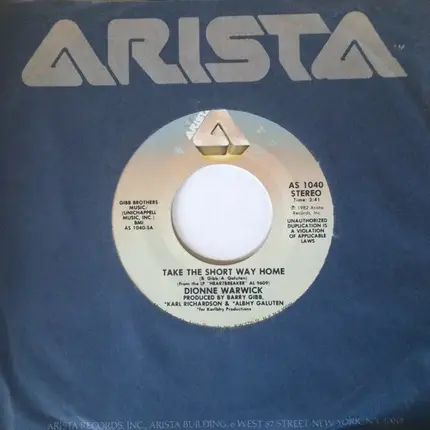 ARISTA
TM
ARISTA
GIBB BROTHERS
MUSIC/
(UNICHAPPELL
MUSIC, INC.)
BMI
AS 1040-SA
AS 1040
STEREO
Time: 3:41
Ⓟ 1982 Arista
Records, Inc.
UNAUTHORIZED
DUPLICATION IS
A VIOLATION
OF APPLICABLE
LAWS
TAKE THE SHORT WAY HOME
(B. Gibb, A. Galuten)
(From the LP "HEARTBREAKER" AL 9609)
DIONNE WARWICK
PRODUCED BY BARRY GIBB,
*KARL RICHARDSON & *ALBHY GALUTEN
*for Karlbhy Productions
ARISTA RECORDS, INC., ARISTA BUILDING, 6 WEST 57 STREET, NEW YORK, N.Y. 10019